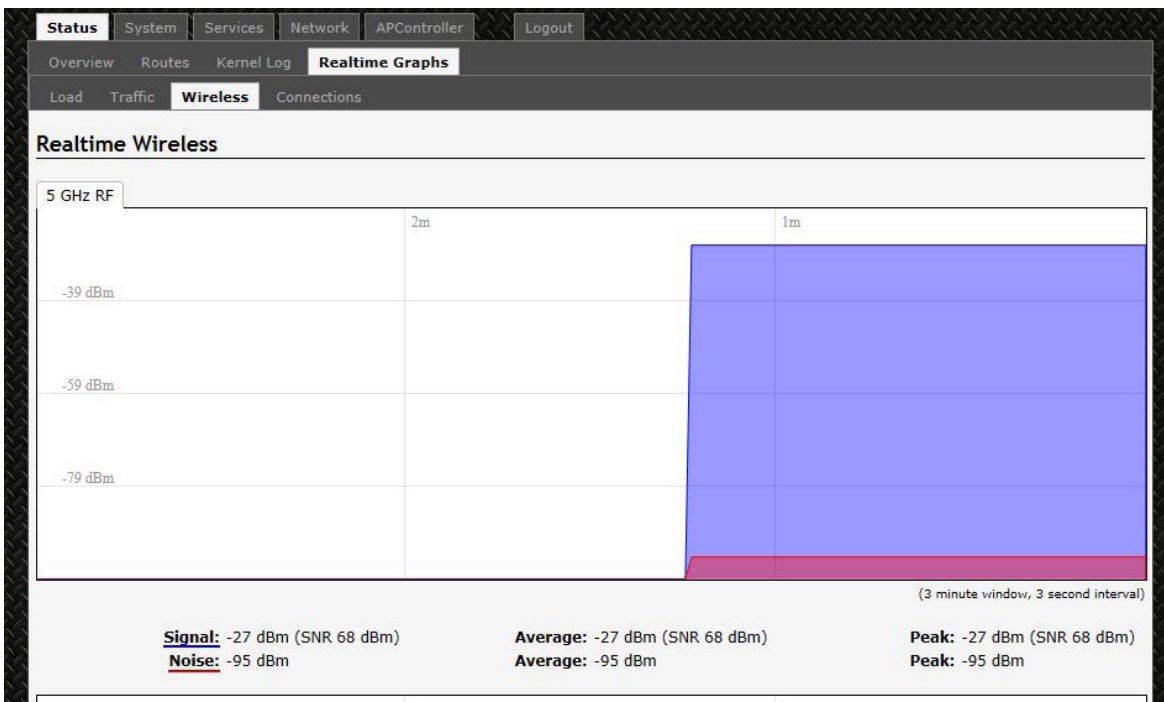 Status System Services Network APController Logout
Overview Routes Kernel Log Realtime Graphs
Load Traffic Wireless Connections
Realtime Wireless
5 GHz RF
2m 1m
-39 dBm
-59 dBm
-79 dBm
(3 minute window, 3 second interval)
Signal: -27 dBm (SNR 68 dBm) Average: -27 dBm (SNR 68 dBm) Peak: -27 dBm (SNR 68 dBm)
Noise: -95 dBm Average: -95 dBm Peak: -95 dBm